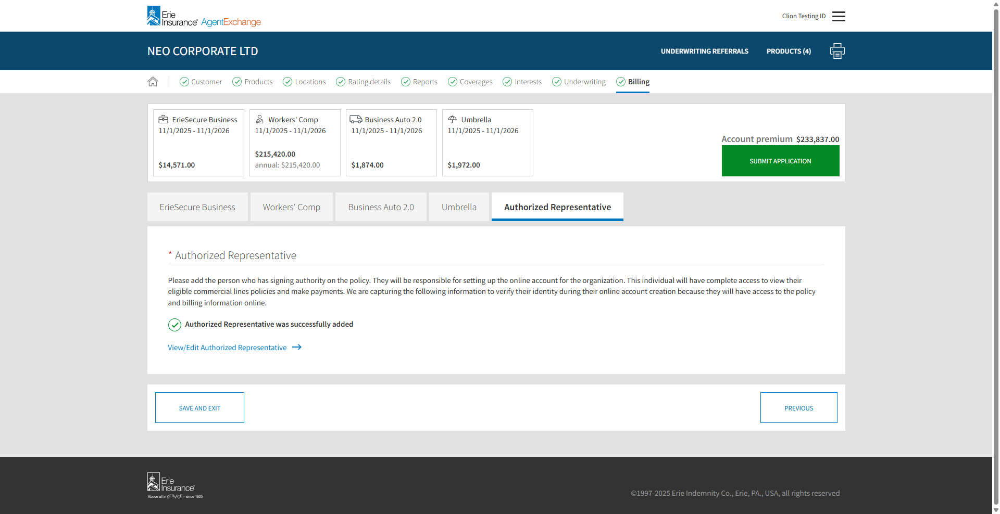 Erie Insurance® AgentExchange
Clion Testing ID
NEO CORPORATE LTD
UNDERWRITING REFERRALS
PRODUCTS (4)
Customer
Products
Locations
Rating details
Reports
Coverages
Interests
Underwriting
Billing
ErieSecure Business
11/1/2025 - 11/1/2026
$14,571.00
Workers' Comp
11/1/2025 - 11/1/2026
$215,420.00
annual: $215,420.00
Business Auto 2.0
11/1/2025 - 11/1/2026
$1,874.00
Umbrella
11/1/2025 - 11/1/2026
$1,972.00
Account premium $233,837.00
SUBMIT APPLICATION
ErieSecure Business
Workers' Comp
Business Auto 2.0
Umbrella
Authorized Representative
* Authorized Representative
Please add the person who has signing authority on the policy. They will be responsible for setting up the online account for the organization. This individual will have complete access to view their
eligible commercial lines policies and make payments. We are capturing the following information to verify their identity during their online account creation because they will have access to the policy
and billing information online.
Authorized Representative was successfully added
View/Edit Authorized Representative
SAVE AND EXIT
PREVIOUS
Erie
Insurance®
Above all in SERVICE® - since 1925
©1997-2025 Erie Indemnity Co., Erie, PA., USA, all rights reserved